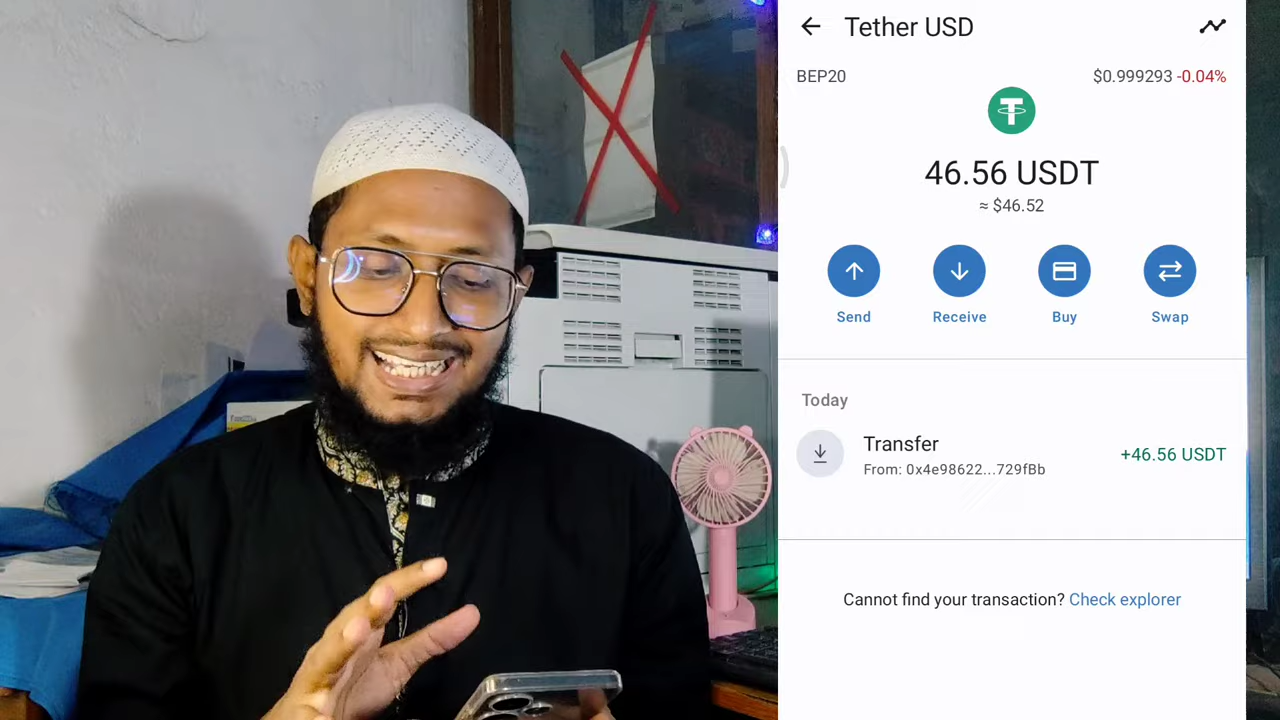 Tether USD
BEP20
$0.999293 -0.04%
46.56 USDT
≈ $46.52
Send
Receive
Buy
Swap
Today
Transfer
+46.56 USDT
From: 0x4e98622...729fBb
Cannot find your transaction? Check explorer